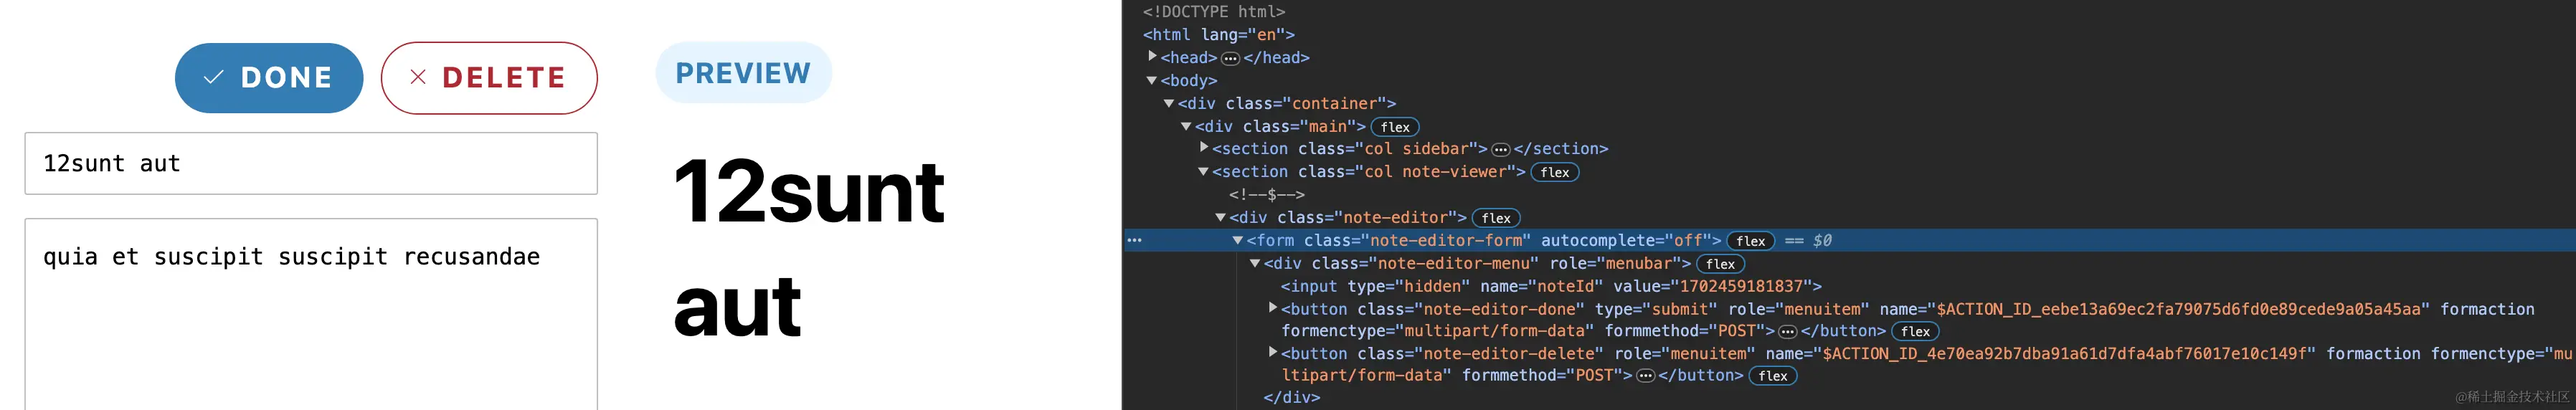 DONE
DELETE
PREVIEW
12sunt aut
quia et suscipit suscipit recusandae
12sunt
aut
<!DOCTYPE html>
<html lang="en">
<head>…</head>
<body>
<div class="container">
<div class="main"> flex
<section class="col sidebar">…</section>
<section class="col note-viewer"> flex
<!--$-->
<div class="note-editor"> flex
… <form class="note-editor-form" autocomplete="off"> flex == $0
<div class="note-editor-menu" role="menubar"> flex
<input type="hidden" name="noteId" value="1702459181837">
<button class="note-editor-done" type="submit" role="menuitem" name="$ACTION_ID_eebe13a69ec2fa79075d6fd0e89cede9a05a45aa" formaction
formenctype="multipart/form-data" formmethod="POST">…</button> flex
<button class="note-editor-delete" role="menuitem" name="$ACTION_ID_4e70ea92b7dba91a61d7dfa4abf76017e10c149f" formaction formenctype="mu
ltipart/form-data" formmethod="POST">…</button> flex
</div>
@稀土掘金技术社区